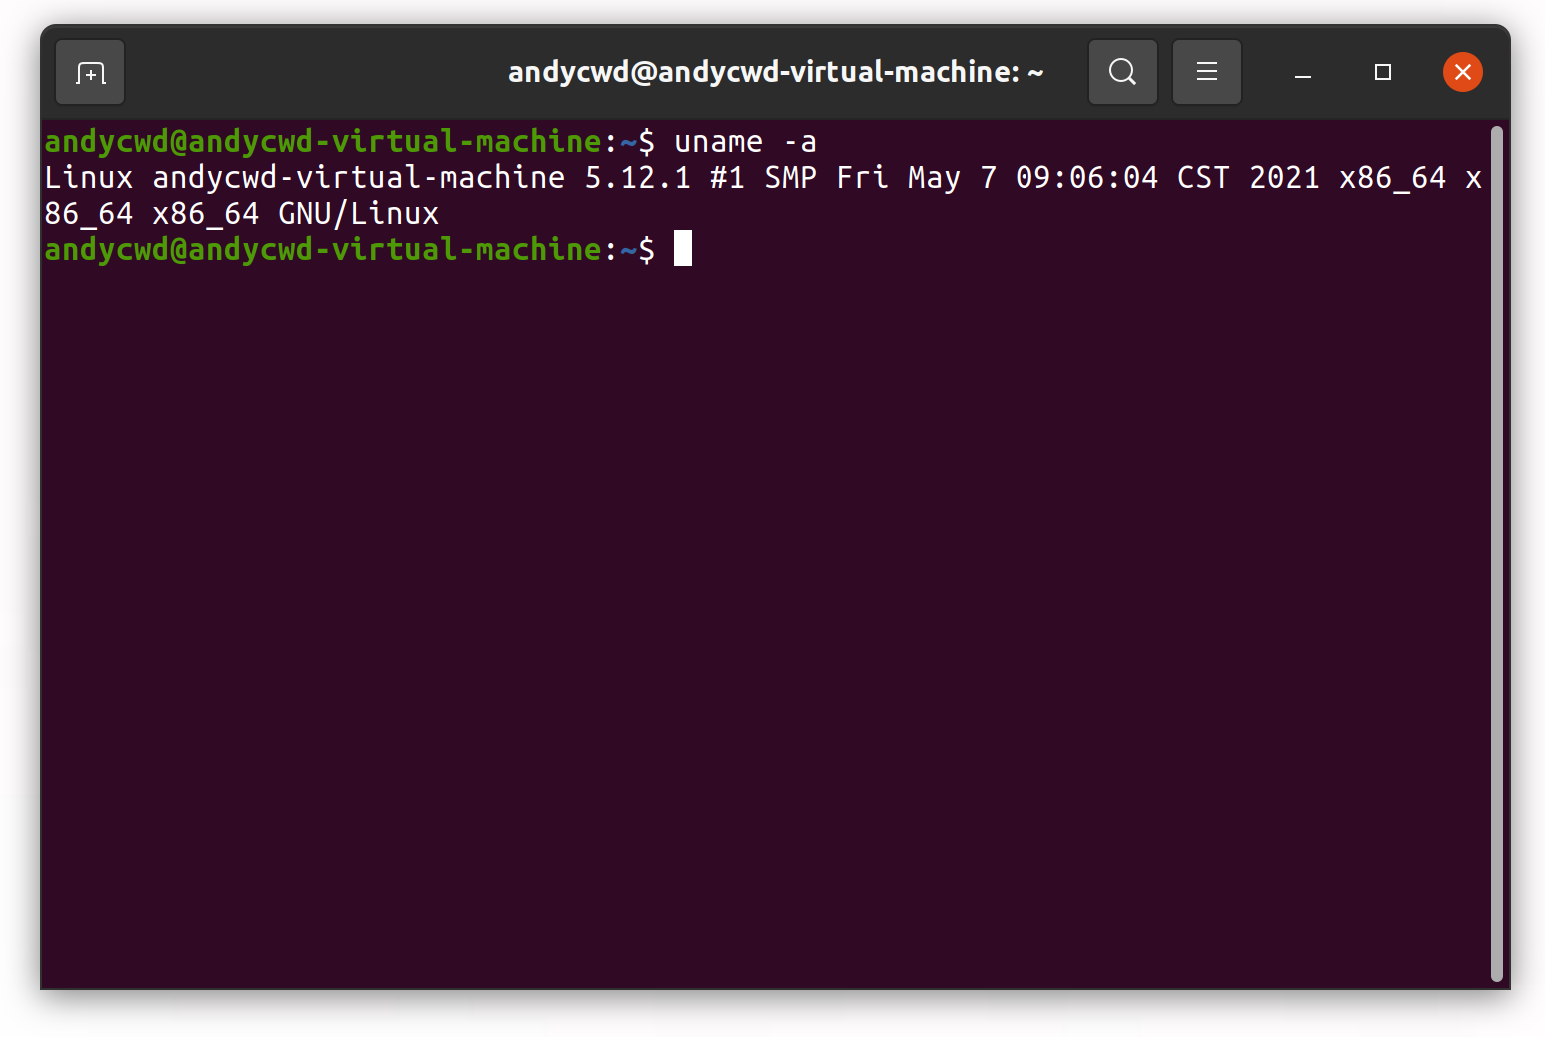 andycwd@andycwd-virtual-machine: ~
andycwd@andycwd-virtual-machine:~$ uname -a
Linux andycwd-virtual-machine 5.12.1 #1 SMP Fri May 7 09:06:04 CST 2021 x86_64 x
86_64 x86_64 GNU/Linux
andycwd@andycwd-virtual-machine:~$